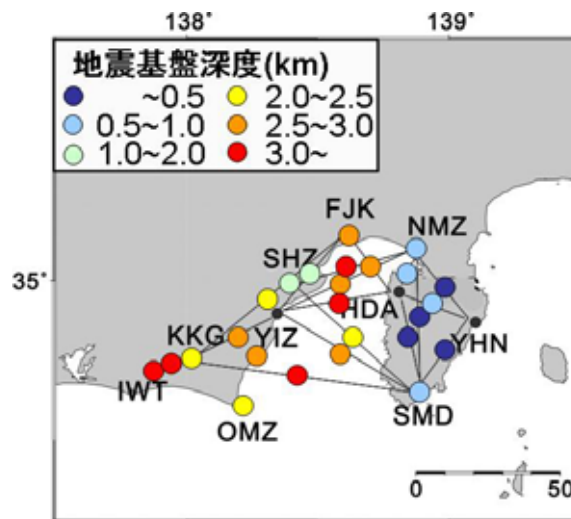 138° 139°
地震基盤深度(km)
~0.5 2.0~2.5
0.5~1.0 2.5~3.0
1.0~2.0 3.0~
FJK
NMZ
SHZ
35°
HDA
KKG YIZ
YHN
IWT
SMD
OMZ
0 50